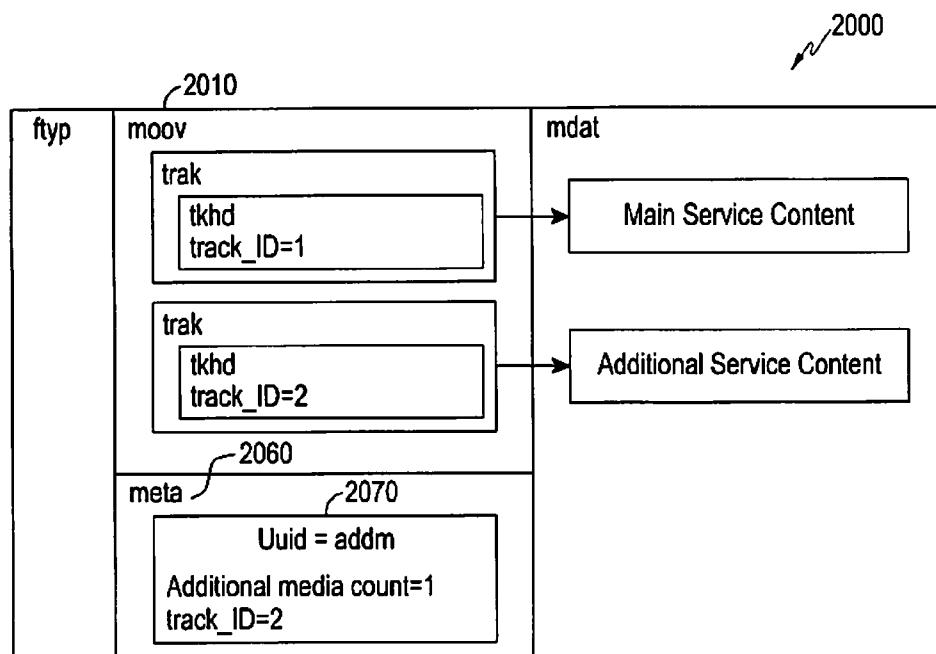 2000
2010
ftyp
moov
mdat
trak
tkhd
track_ID=1
Main Service Content
trak
tkhd
track_ID=2
Additional Service Content
2060
meta
2070
Uuid = addm
Additional media count=1
track_ID=2